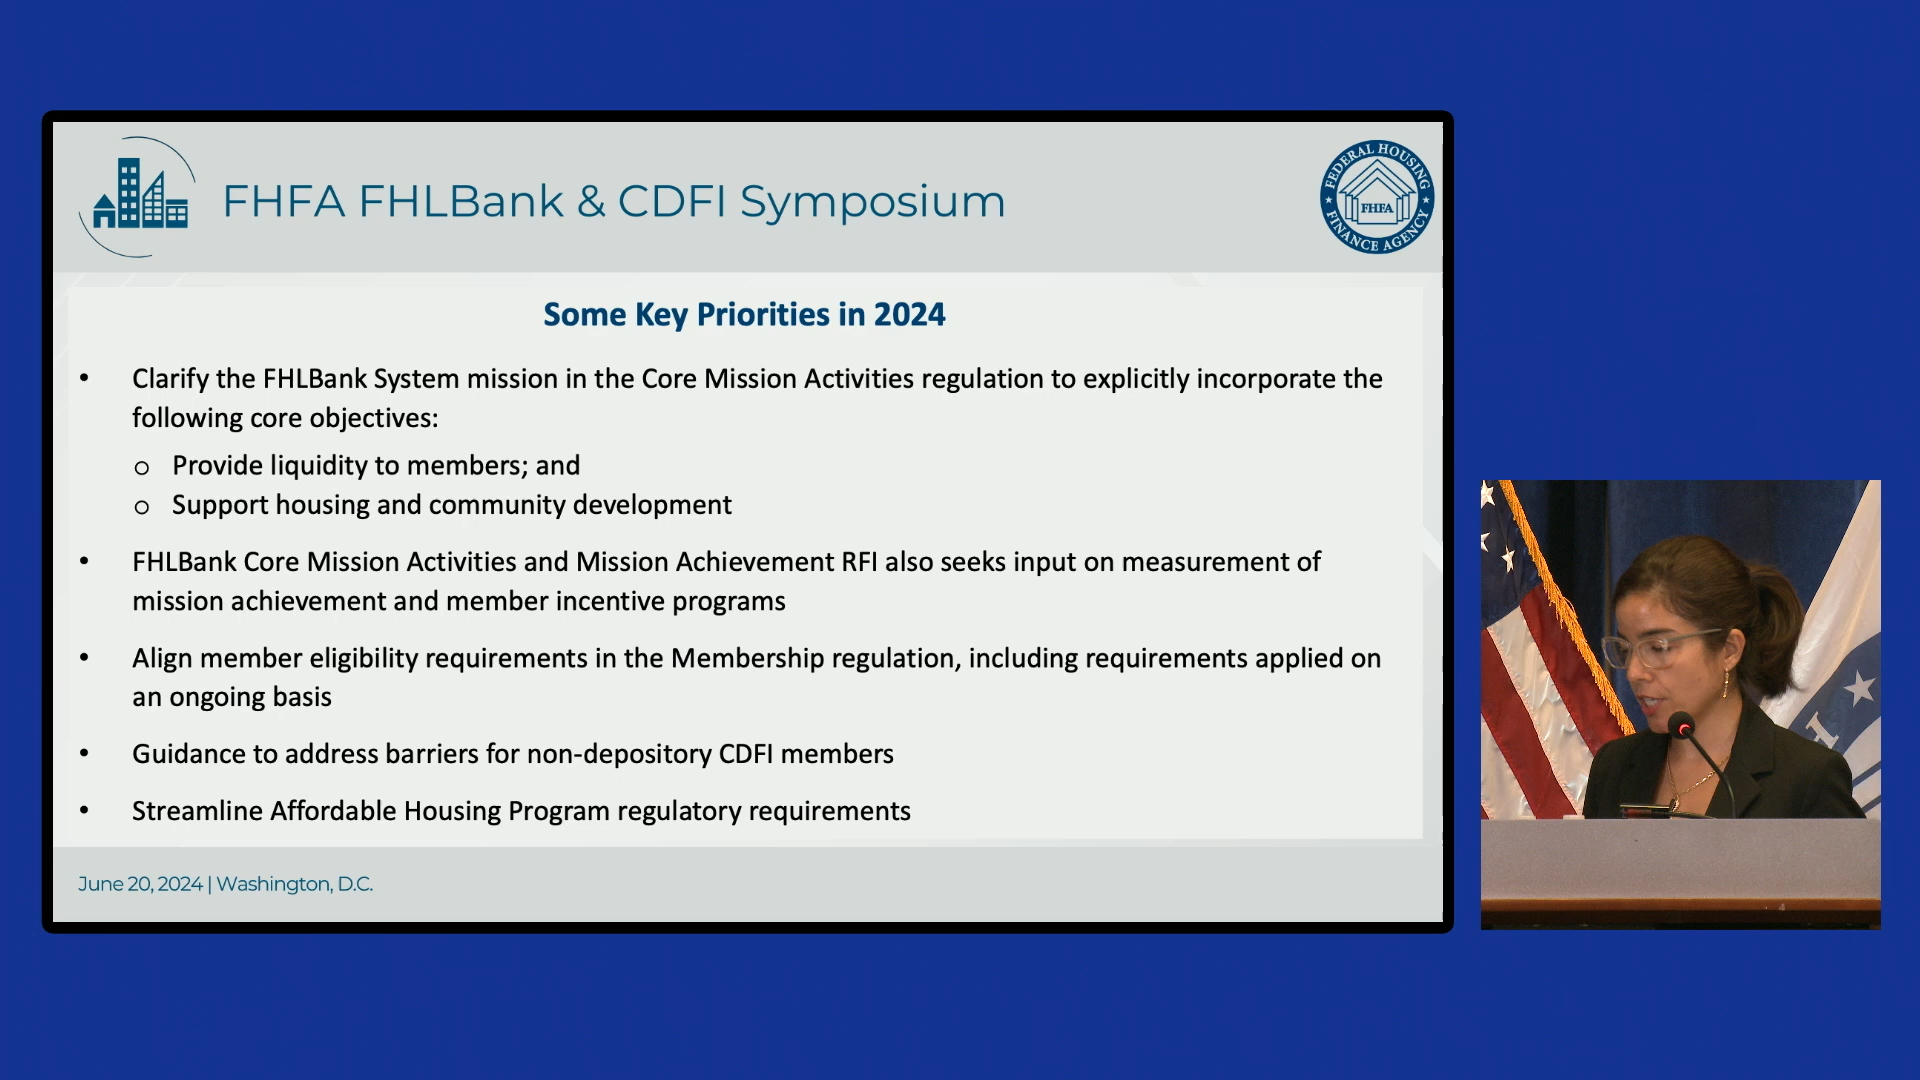 FHFA FHLBank & CDFI Symposium
FEDERAL HOUSING
FHFA
FINANCE AGENCY
Some Key Priorities in 2024
• Clarify the FHLBank System mission in the Core Mission Activities regulation to explicitly incorporate the
following core objectives:
o Provide liquidity to members; and
o Support housing and community development
• FHLBank Core Mission Activities and Mission Achievement RFI also seeks input on measurement of
mission achievement and member incentive programs
• Align member eligibility requirements in the Membership regulation, including requirements applied on
an ongoing basis
• Guidance to address barriers for non-depository CDFI members
• Streamline Affordable Housing Program regulatory requirements
June 20, 2024 | Washington, D.C.